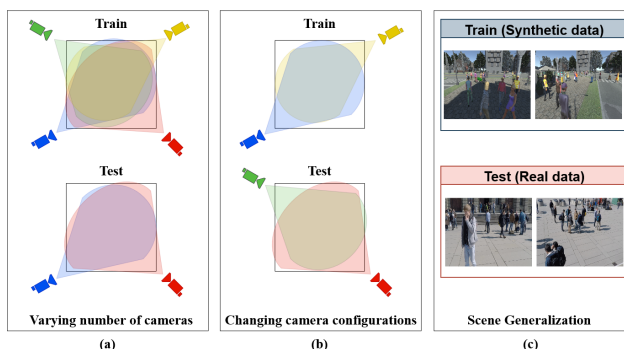 Train
Test
Varying number of cameras
(a)
Train
Test
Changing camera configurations
(b)
Train (Synthetic data)
Test (Real data)
Scene Generalization
(c)